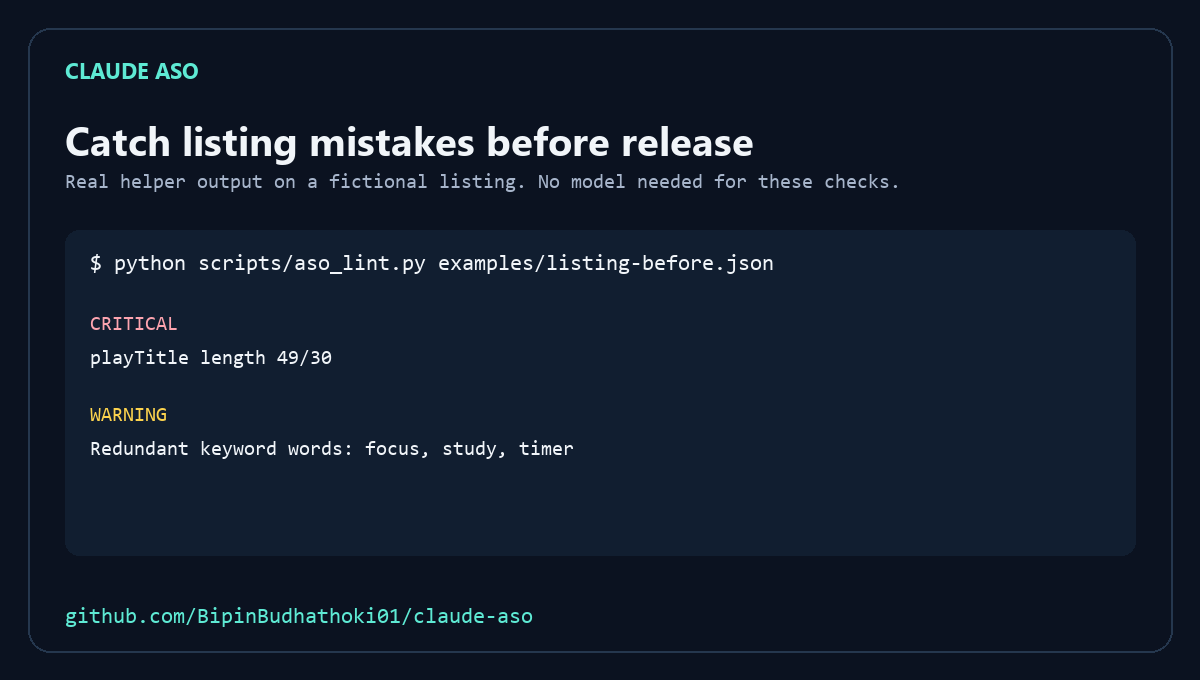 CLAUDE ASO
Catch listing mistakes before release
Real helper output on a fictional listing. No model needed for these checks.
$ python scripts/aso_lint.py examples/listing-before.json
CRITICAL
playTitle length 49/30
WARNING
Redundant keyword words: focus, study, timer
github.com/BipinBudhathoki01/claude-aso